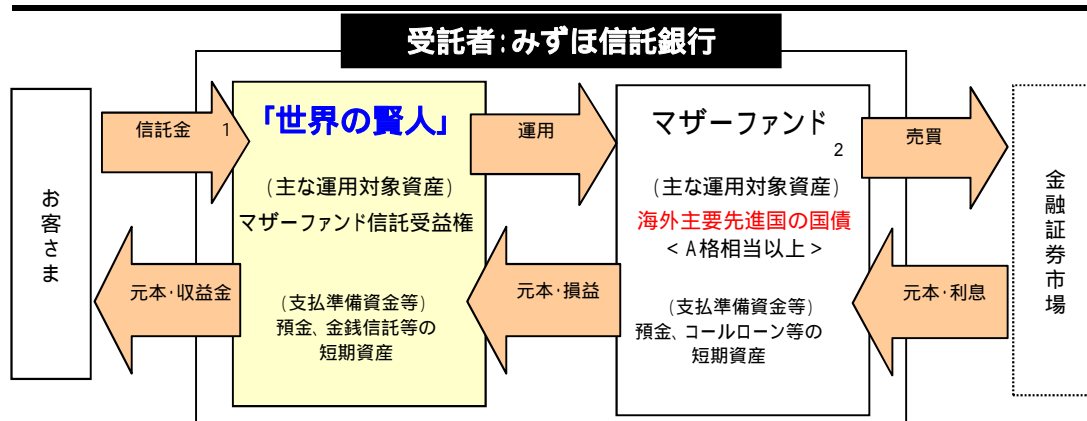 受託者:みずほ信託銀行
お客さま
信託金 1
元本・収益金
「世界の賢人」
(主な運用対象資産)
マザーファンド信託受益権
(支払準備資金等)
預金、金銭信託等の
短期資産
運用
元本・損益
マザーファンド
2
(主な運用対象資産)
海外主要先進国の国債
<A格相当以上>
(支払準備資金等)
預金、コールローン等の
短期資産
売買
元本・利息
金融証券市場